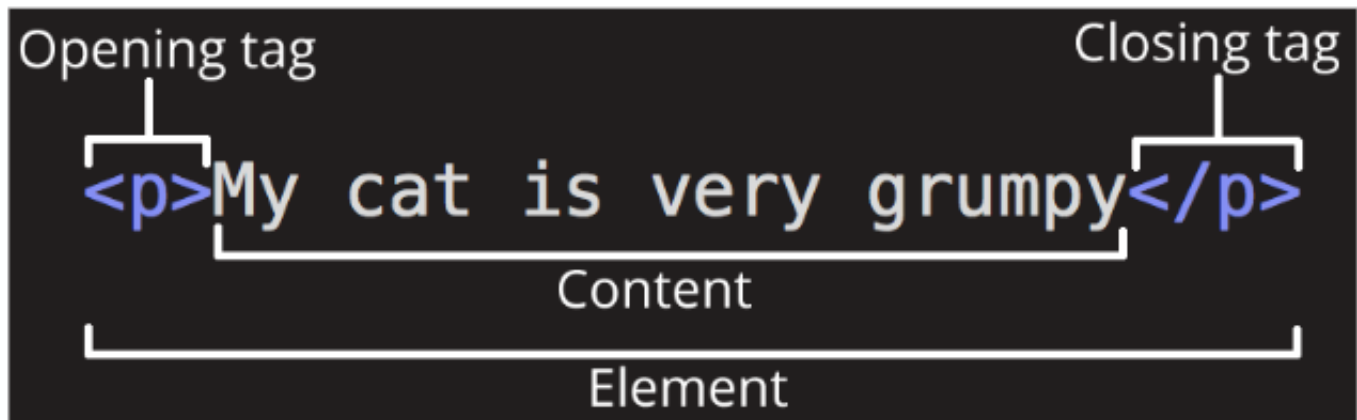 Opening tag
Closing tag
<p>My cat is very grumpy</p>
Content
Element